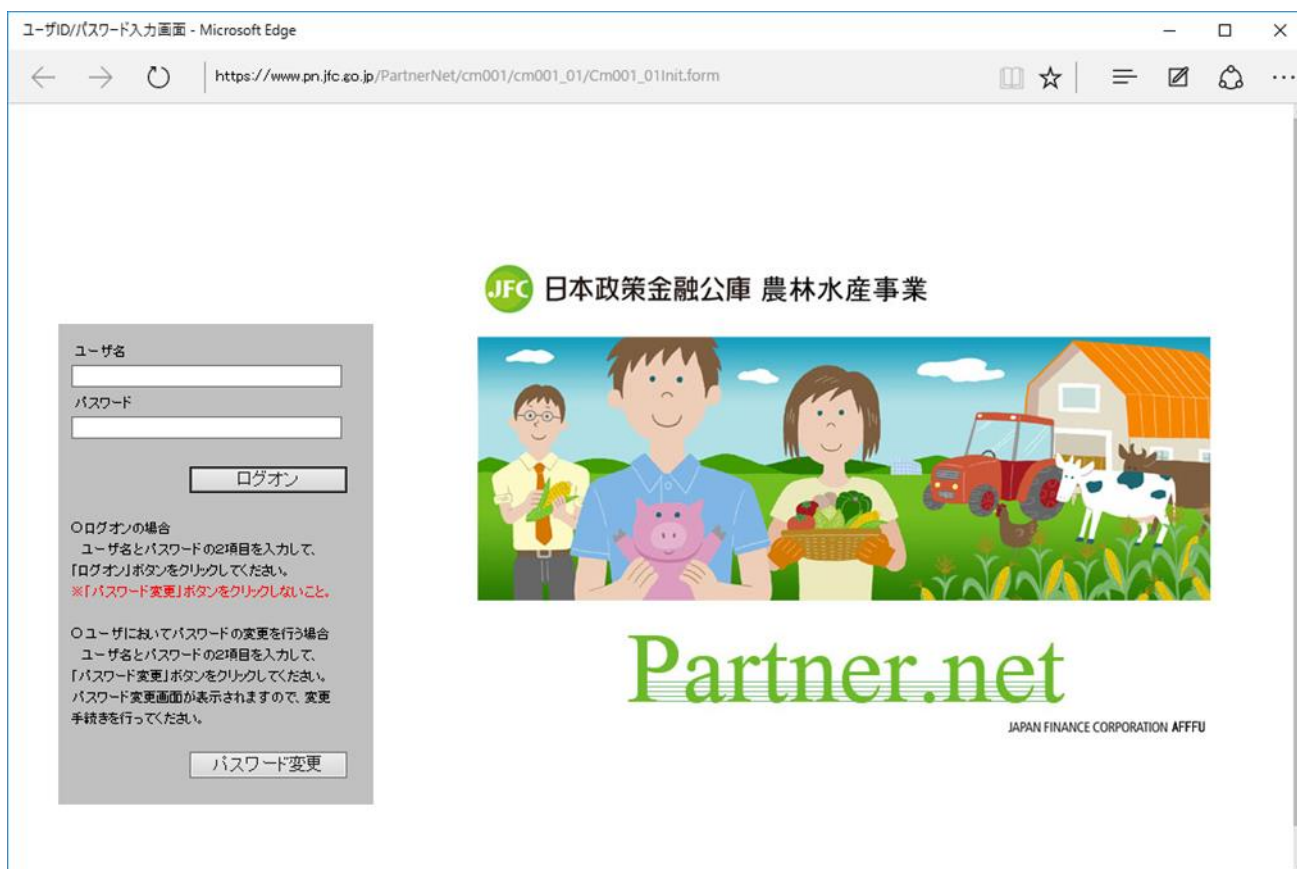 ユーザID/パスワード入力画面 - Microsoft Edge
https://www.pn.jfc.go.jp/PartnerNet/cm001/cm001_01/Cm001_01Init.form
JFC 日本政策金融公庫 農林水産事業
ユーザ名
パスワード
ログオン
○ログオンの場合
ユーザ名とパスワードの2項目を入力して、
「ログオン」ボタンをクリックしてください。
※「パスワード変更」ボタンをクリックしないこと。
○ユーザにおいてパスワードの変更を行う場合
ユーザ名とパスワードの2項目を入力して、
「パスワード変更」ボタンをクリックしてください。
パスワード変更画面が表示されますので、変更
手続きを行ってください。
パスワード変更
Partner.net
JAPAN FINANCE CORPORATION AFFFU